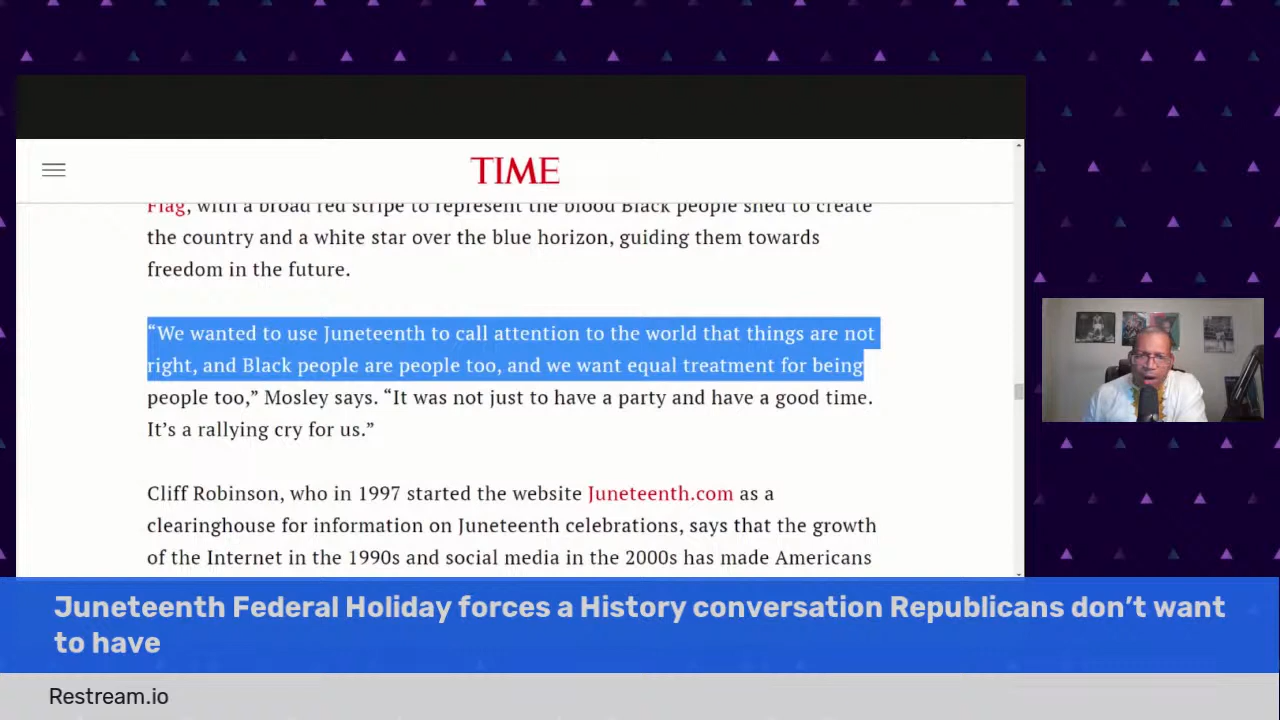 TIME
Flag, with a broad red stripe to represent the blood Black people shed to create
the country and a white star over the blue horizon, guiding them towards
freedom in the future.
“We wanted to use Juneteenth to call attention to the world that things are not
right, and Black people are people too, and we want equal treatment for being
people too,” Mosley says. “It was not just to have a party and have a good time.
It’s a rallying cry for us.”
Cliff Robinson, who in 1997 started the website Juneteenth.com as a
clearinghouse for information on Juneteenth celebrations, says that the growth
of the Internet in the 1990s and social media in the 2000s has made Americans
Juneteenth Federal Holiday forces a History conversation Republicans don’t want
to have
Restream.io